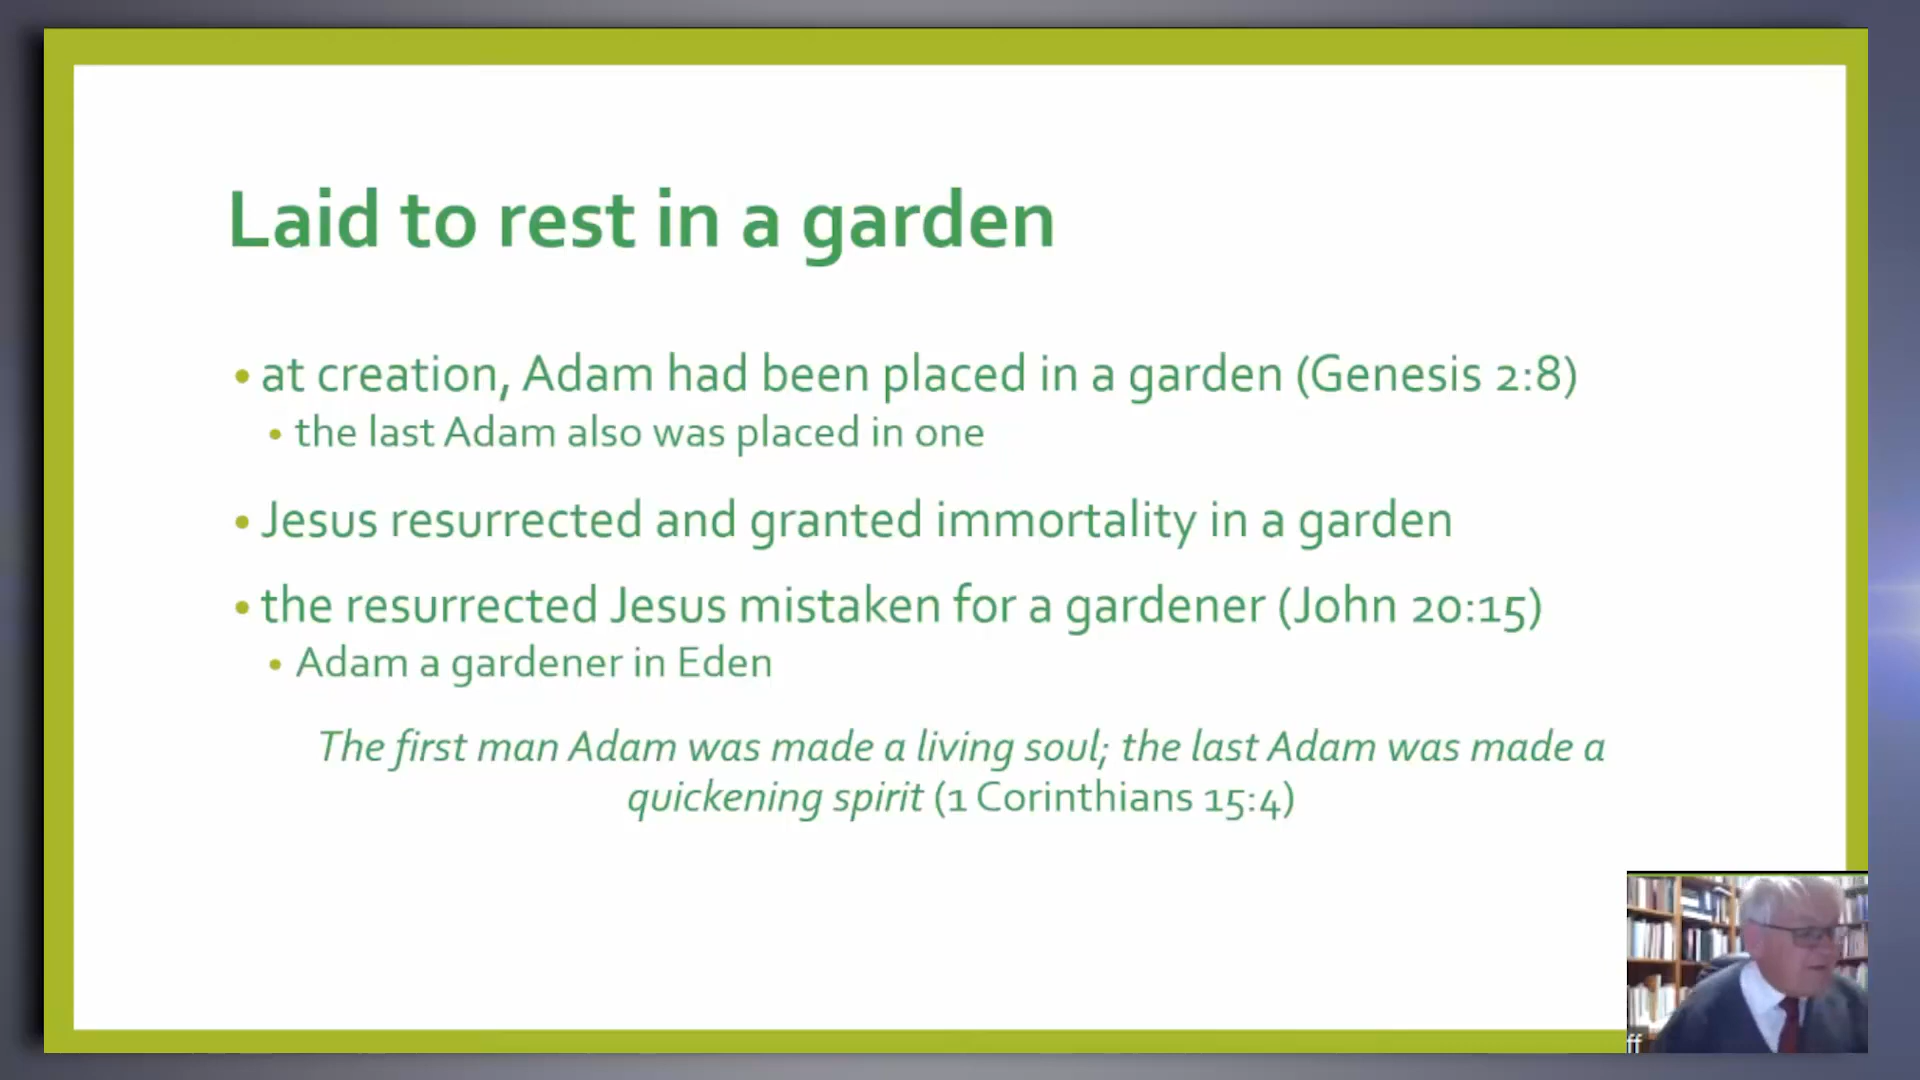 Laid to rest in a garden
• at creation, Adam had been placed in a garden (Genesis 2:8)
• the last Adam also was placed in one
• Jesus resurrected and granted immortality in a garden
• the resurrected Jesus mistaken for a gardener (John 20:15)
• Adam a gardener in Eden
The first man Adam was made a living soul; the last Adam was made a
quickening spirit (1 Corinthians 15:4)
ff